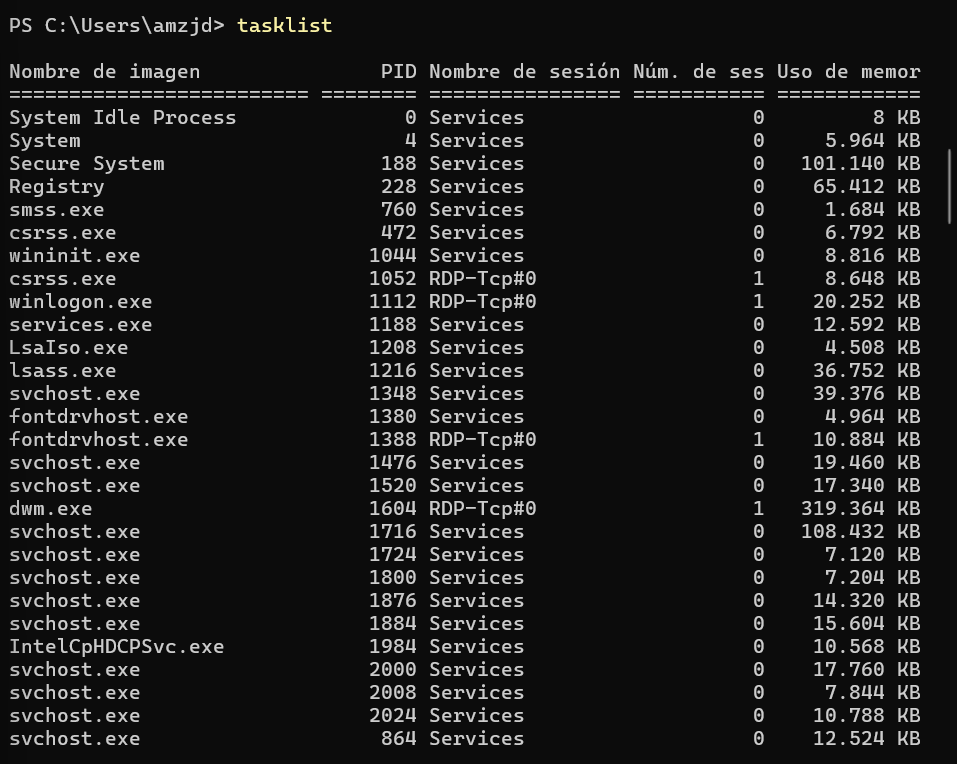 PS C:\Users\amzjd> tasklist
Nombre de imagen               PID Nombre de sesión Núm. de ses Uso de memor
========================= ======== ================ =========== ============
System Idle Process              0 Services                   0         8 KB
System                           4 Services                   0     5.964 KB
Secure System                  188 Services                   0   101.140 KB
Registry                       228 Services                   0    65.412 KB
smss.exe                       760 Services                   0     1.684 KB
csrss.exe                      472 Services                   0     6.792 KB
wininit.exe                   1044 Services                   0     8.816 KB
csrss.exe                     1052 RDP-Tcp#0                  1     8.648 KB
winlogon.exe                  1112 RDP-Tcp#0                  1    20.252 KB
services.exe                  1188 Services                   0    12.592 KB
LsaIso.exe                    1208 Services                   0     4.508 KB
lsass.exe                     1216 Services                   0    36.752 KB
svchost.exe                   1348 Services                   0    39.376 KB
fontdrvhost.exe               1380 Services                   0     4.964 KB
fontdrvhost.exe               1388 RDP-Tcp#0                  1    10.884 KB
svchost.exe                   1476 Services                   0    19.460 KB
svchost.exe                   1520 Services                   0    17.340 KB
dwm.exe                       1604 RDP-Tcp#0                  1   319.364 KB
svchost.exe                   1716 Services                   0   108.432 KB
svchost.exe                   1724 Services                   0     7.120 KB
svchost.exe                   1800 Services                   0     7.204 KB
svchost.exe                   1876 Services                   0    14.320 KB
svchost.exe                   1884 Services                   0    15.604 KB
IntelCpHDCPSvc.exe            1984 Services                   0    10.568 KB
svchost.exe                   2000 Services                   0    17.760 KB
svchost.exe                   2008 Services                   0     7.844 KB
svchost.exe                   2024 Services                   0    10.788 KB
svchost.exe                    864 Services                   0    12.524 KB